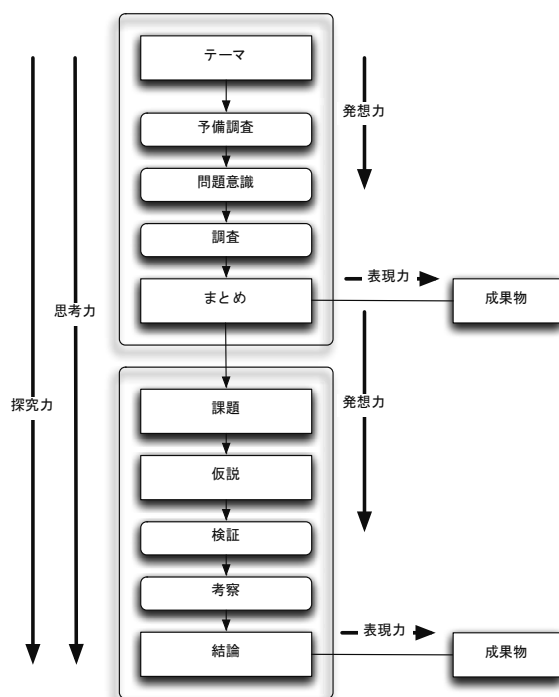 テーマ
予備調査
発想力
問題意識
調査
表現力
まとめ
成果物
思考力
探究力
課題
発想力
仮説
検証
考察
表現力
結論
成果物